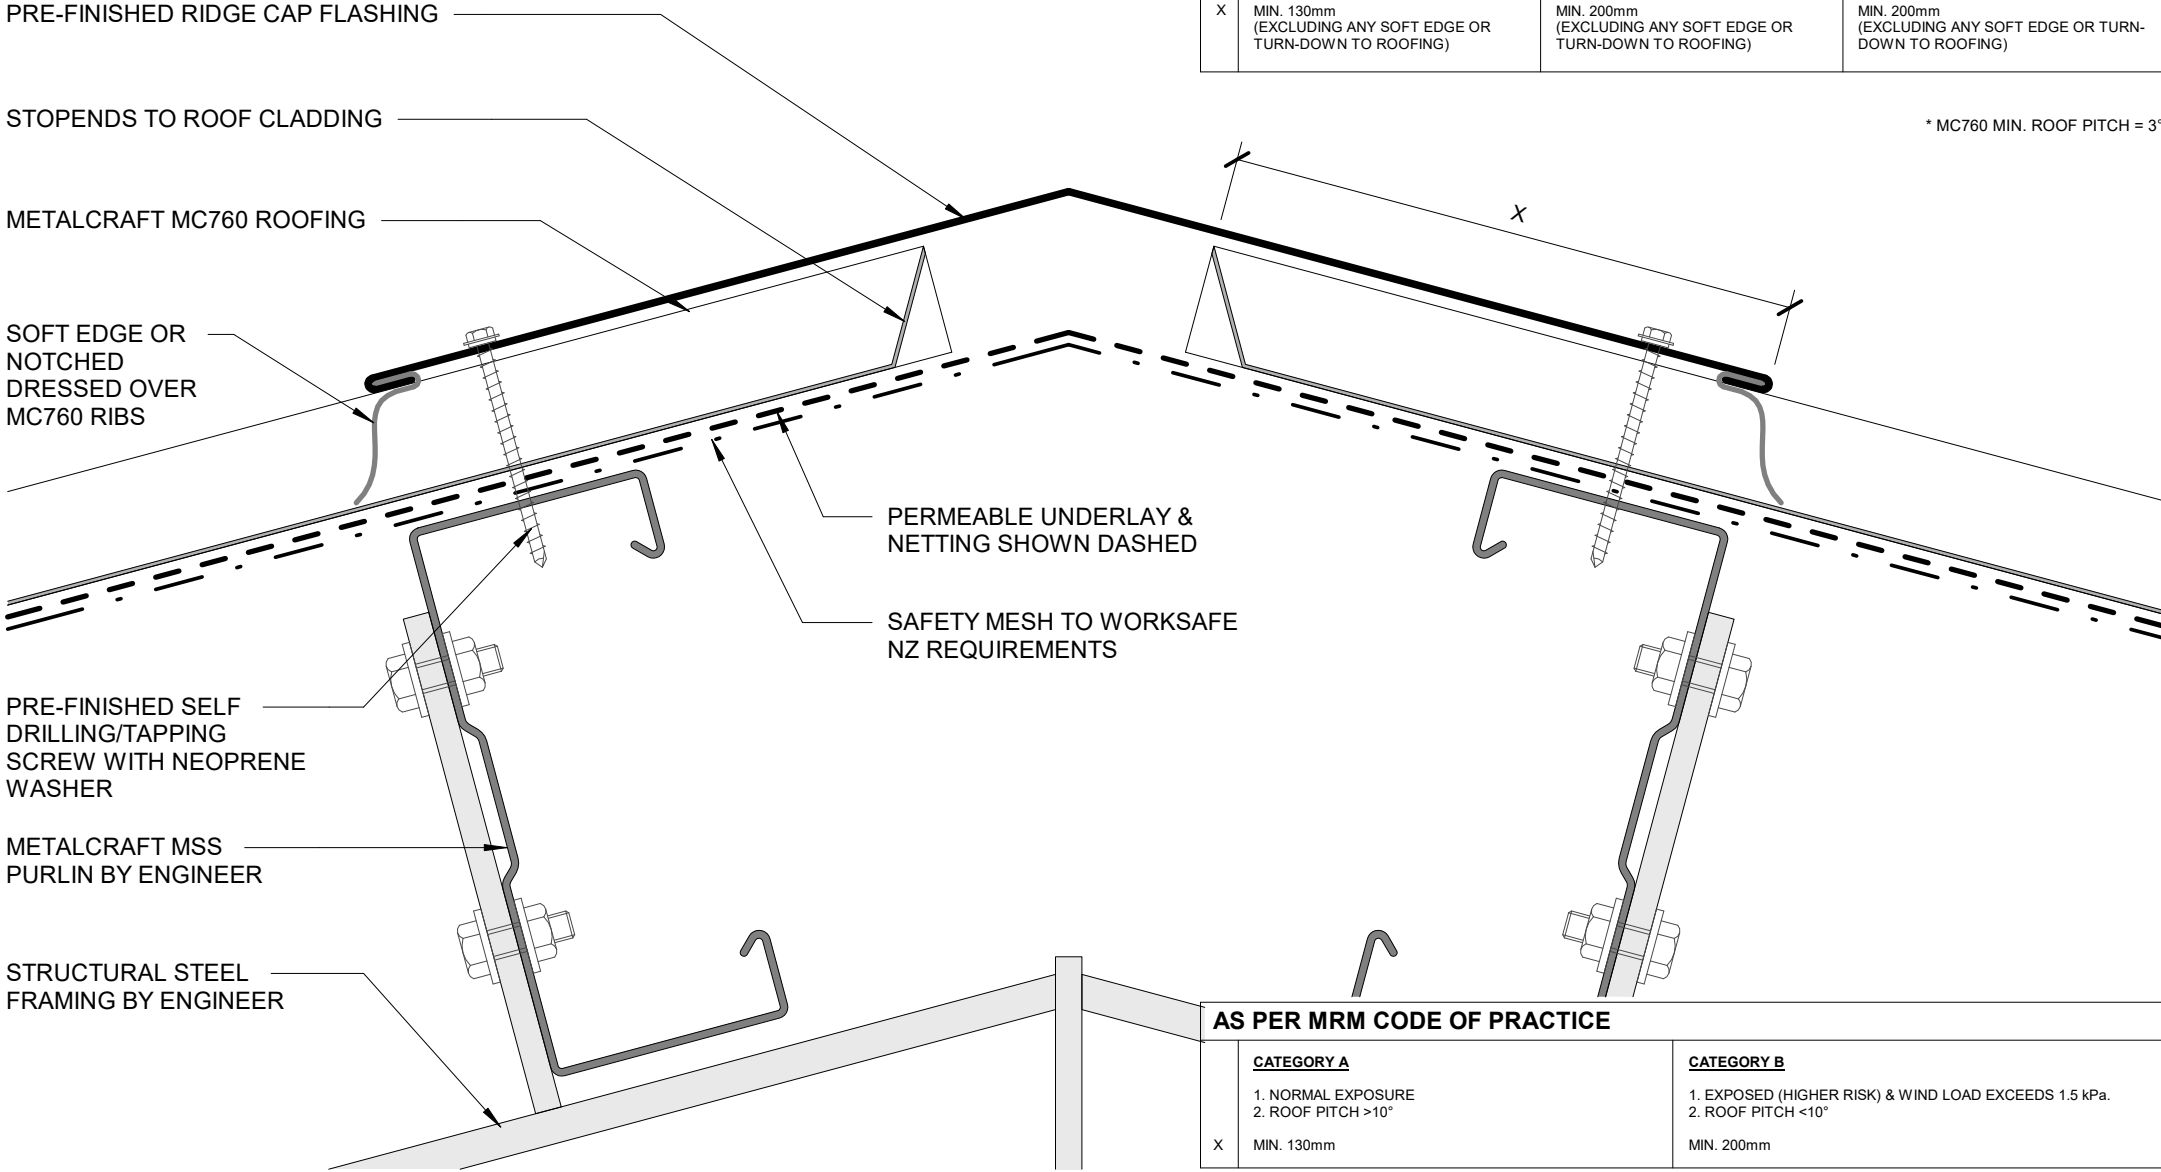 PRE-FINISHED RIDGE CAP FLASHING
STOPENDS TO ROOF CLADDING
METALCRAFT MC760 ROOFING
SOFT EDGE OR
NOTCHED
DRESSED OVER
MC760 RIBS
PRE-FINISHED SELF
DRILLING/TAPPING
SCREW WITH NEOPRENE
WASHER
METALCRAFT MSS
PURLIN BY ENGINEER
STRUCTURAL STEEL
FRAMING BY ENGINEER
X
MIN. 130mm
(EXCLUDING ANY SOFT EDGE OR
TURN-DOWN TO ROOFING)
MIN. 200mm
(EXCLUDING ANY SOFT EDGE OR
TURN-DOWN TO ROOFING)
MIN. 200mm
(EXCLUDING ANY SOFT EDGE OR TURN-
DOWN TO ROOFING)
* MC760 MIN. ROOF PITCH = 3°
X
PERMEABLE UNDERLAY &
NETTING SHOWN DASHED
SAFETY MESH TO WORKSAFE
NZ REQUIREMENTS
AS PER MRM CODE OF PRACTICE
CATEGORY A
1. NORMAL EXPOSURE
2. ROOF PITCH >10°
X
MIN. 130mm
CATEGORY B
1. EXPOSED (HIGHER RISK) & WIND LOAD EXCEEDS 1.5 kPa.
2. ROOF PITCH <10°
MIN. 200mm